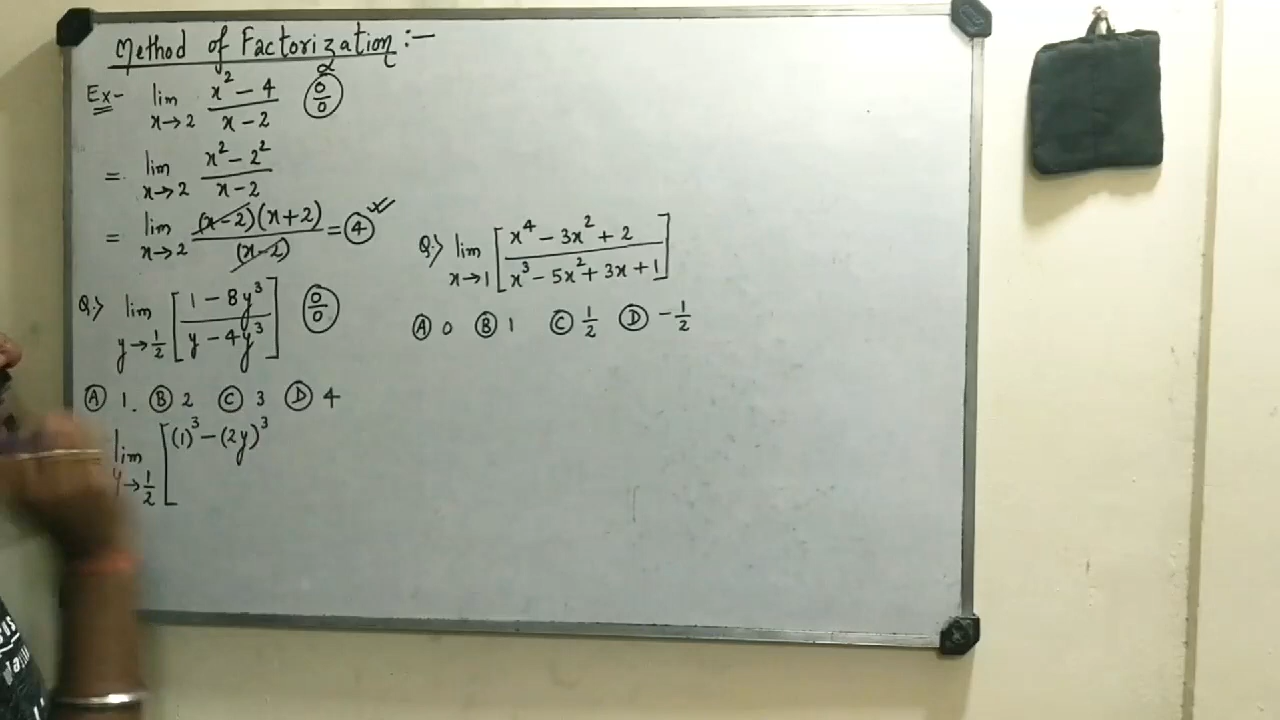 Method of Factorization :-
Ex- lim x→2 x² - 4 / x - 2 (0/0)
= lim x→2 x² - 2² / x - 2
= lim x→2 (x-2)(x+2) / (x-2) = 4
Q.> lim y→1/2 [1 - 8y³ / y - 4y³] (0/0)
Ⓐ 1. Ⓑ 2 Ⓒ 3 Ⓓ 4
lim y→1/2 [(1)³ - (2y)³
Q.> lim x→1 [x⁴ - 3x² + 2 / x³ - 5x² + 3x + 1]
Ⓐ 0 Ⓑ 1 Ⓒ 1/2 Ⓓ -1/2